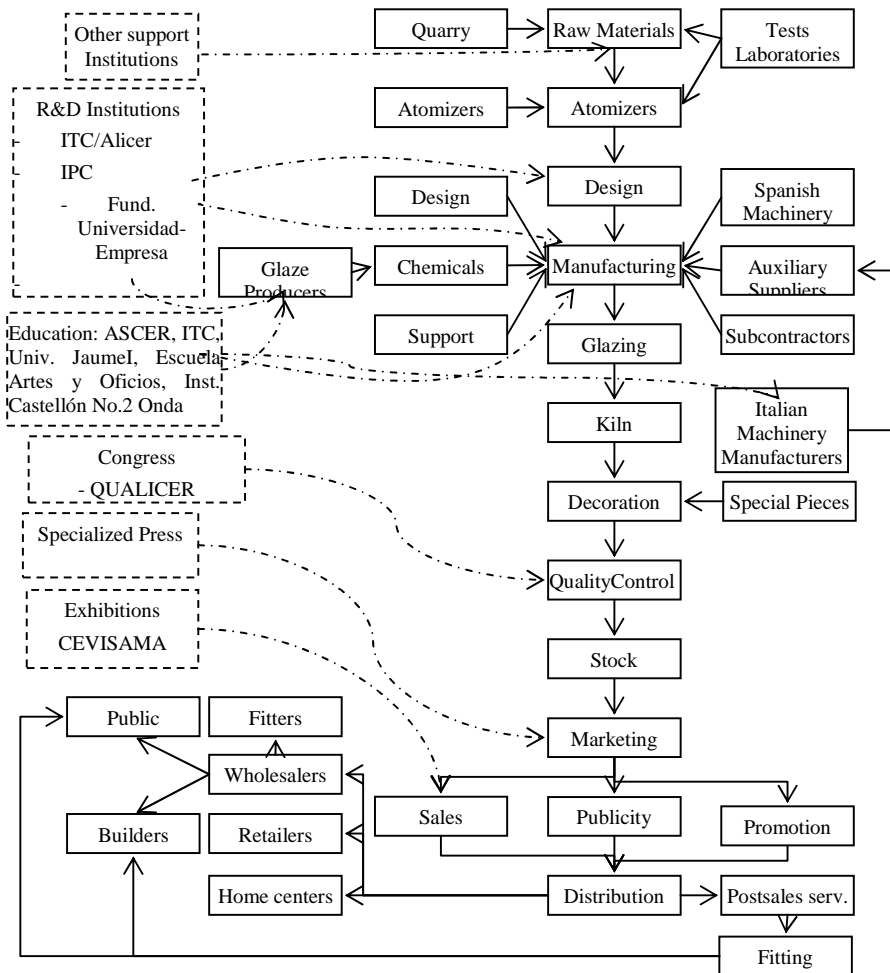 Other support
Institutions
Quarry
Raw Materials
Tests
Laboratories
R&D Institutions
- ITC/Alicer
- IPC
- Fund.
Universidad-
Empresa
-
Atomizers
Atomizers
Design
Design
Spanish
Machinery
Glaze
Producers
Chemicals
Manufacturing
Auxiliary
Suppliers
Education: ASCER, ITC,
Univ. JaumeI, Escuela
Artes y Oficios, Inst.
Castellón No.2 Onda
Support
Glazing
Subcontractors
Kiln
Italian
Machinery
Manufacturers
Congress
- QUALICER
Decoration
Special Pieces
Specialized Press
QualityControl
Exhibitions
CEVISAMA
Stock
Public
Fitters
Marketing
Wholesalers
Builders
Retailers
Sales
Publicity
Promotion
Home centers
Distribution
Postsales serv.
Fitting